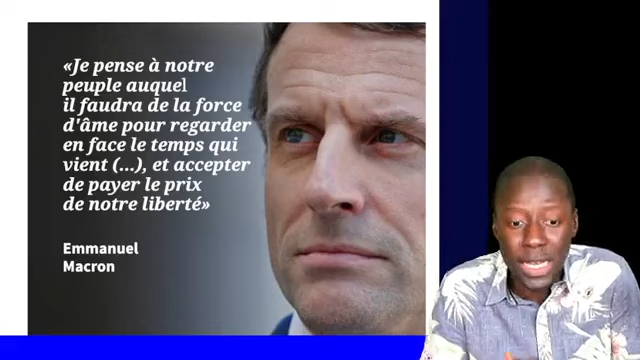 «Je pense à notre
peuple auquel
il faudra de la force
d'âme pour regarder
en face le temps qui
vient (...), et accepter
de payer le prix
de notre liberté»
Emmanuel
Macron